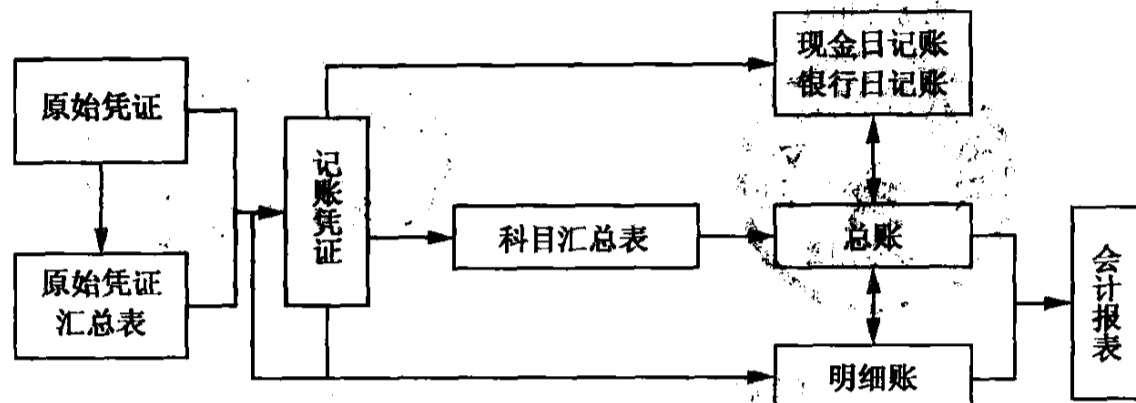 原始凭证
原始凭证
汇总表
记账凭证
科目汇总表
现金日记账
银行日记账
总账
明细账
会计报表